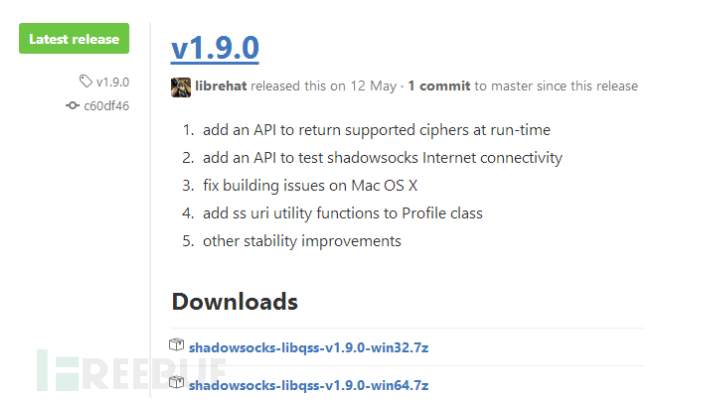 Latest release
v1.9.0
c60df46
v1.9.0
librehat released this on 12 May · 1 commit to master since this release
1. add an API to return supported ciphers at run-time
2. add an API to test shadowsocks Internet connectivity
3. fix building issues on Mac OS X
4. add ss uri utility functions to Profile class
5. other stability improvements
Downloads
shadowsocks-libqss-v1.9.0-win32.7z
shadowsocks-libqss-v1.9.0-win64.7z
FREEBUF